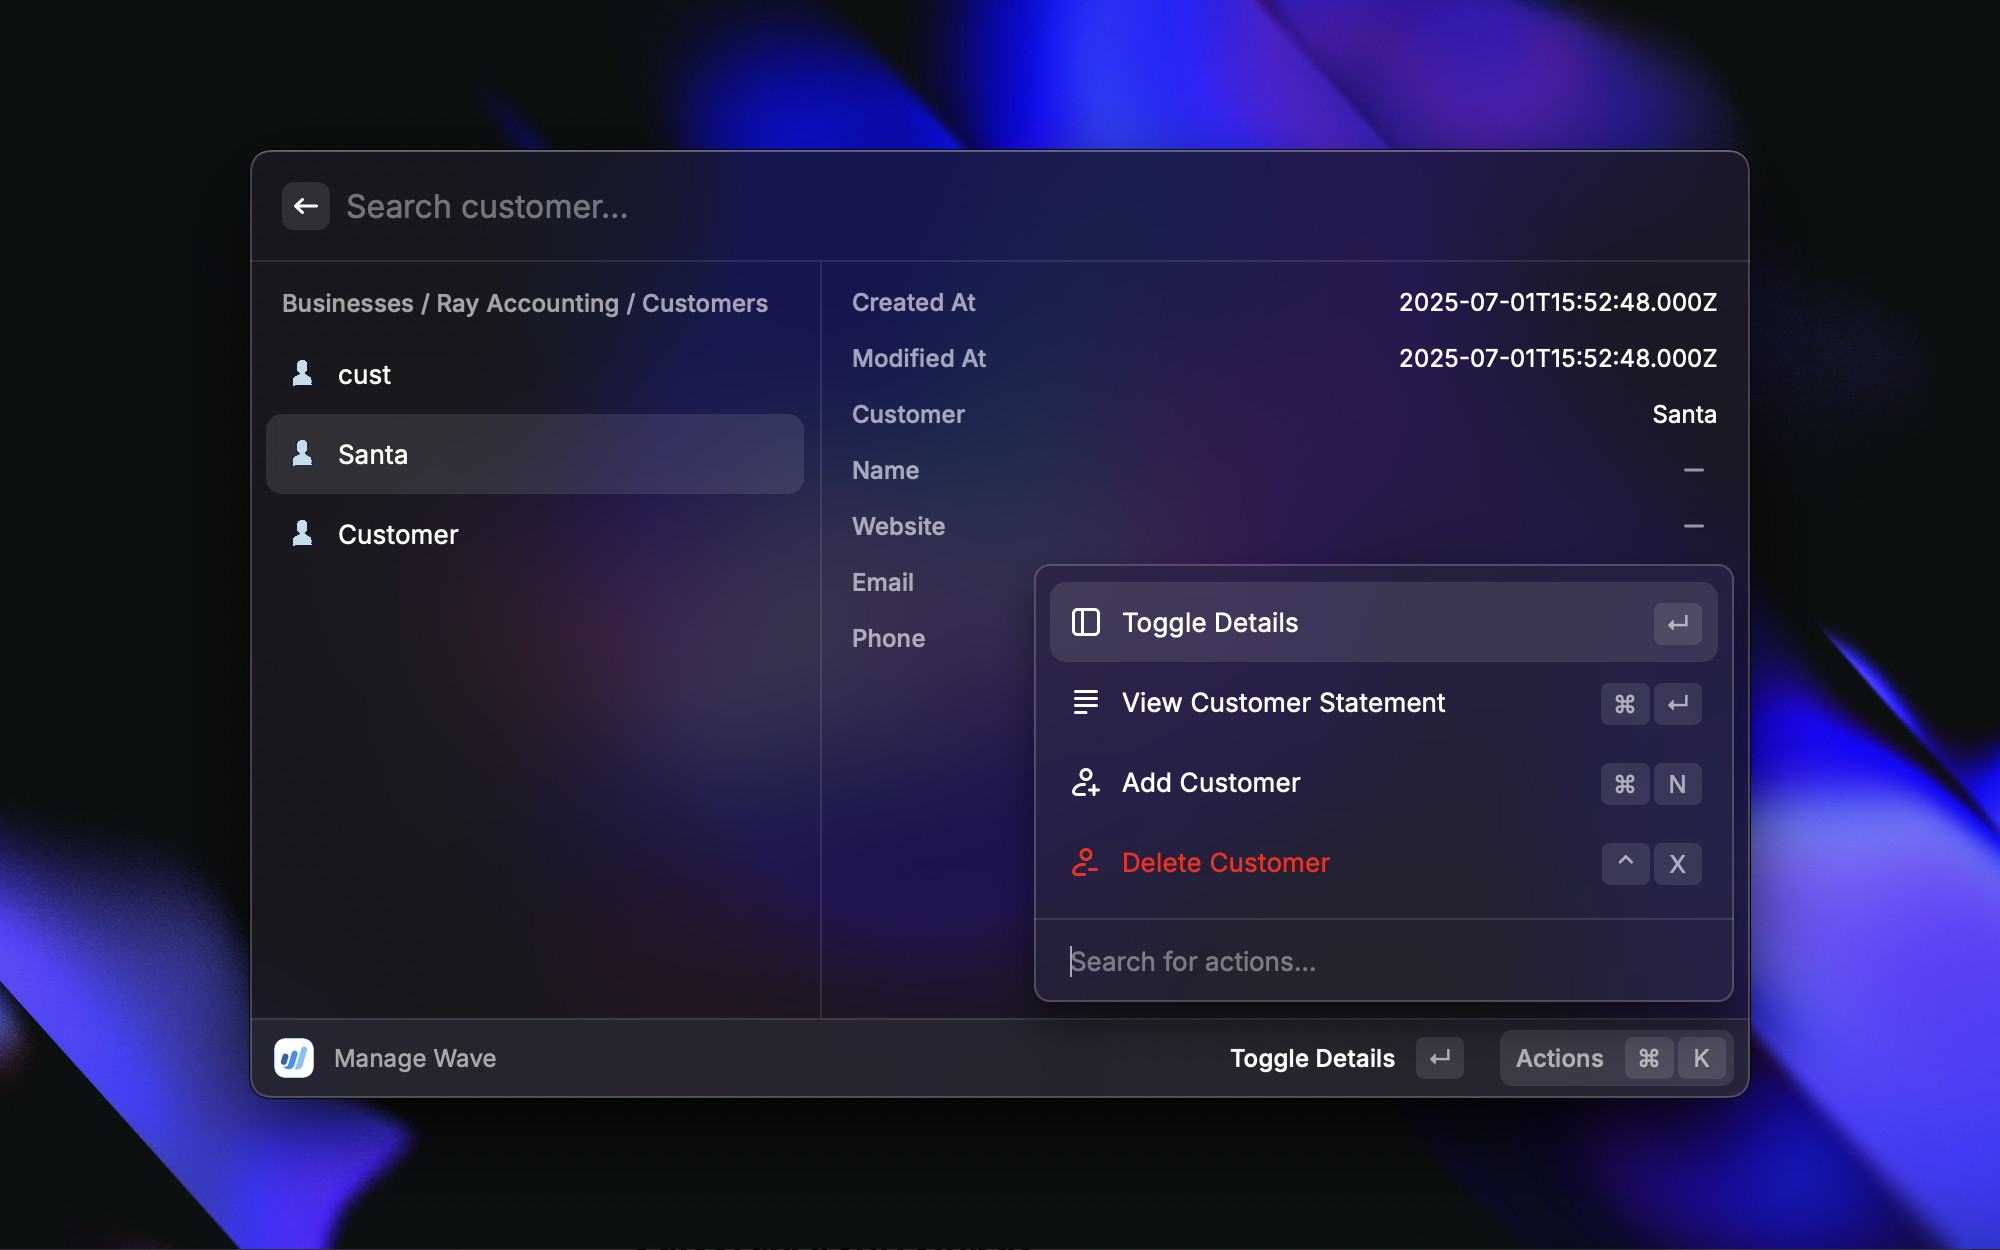 Search customer...
Businesses / Ray Accounting / Customers
cust
Santa
Customer
Created At 2025-07-01T15:52:48.000Z
Modified At 2025-07-01T15:52:48.000Z
Customer Santa
Name —
Website —
Email
Phone
Toggle Details ↵
View Customer Statement ⌘ ↵
Add Customer ⌘ N
Delete Customer ^ X
Search for actions...
Manage Wave
Toggle Details ↵
Actions ⌘ K